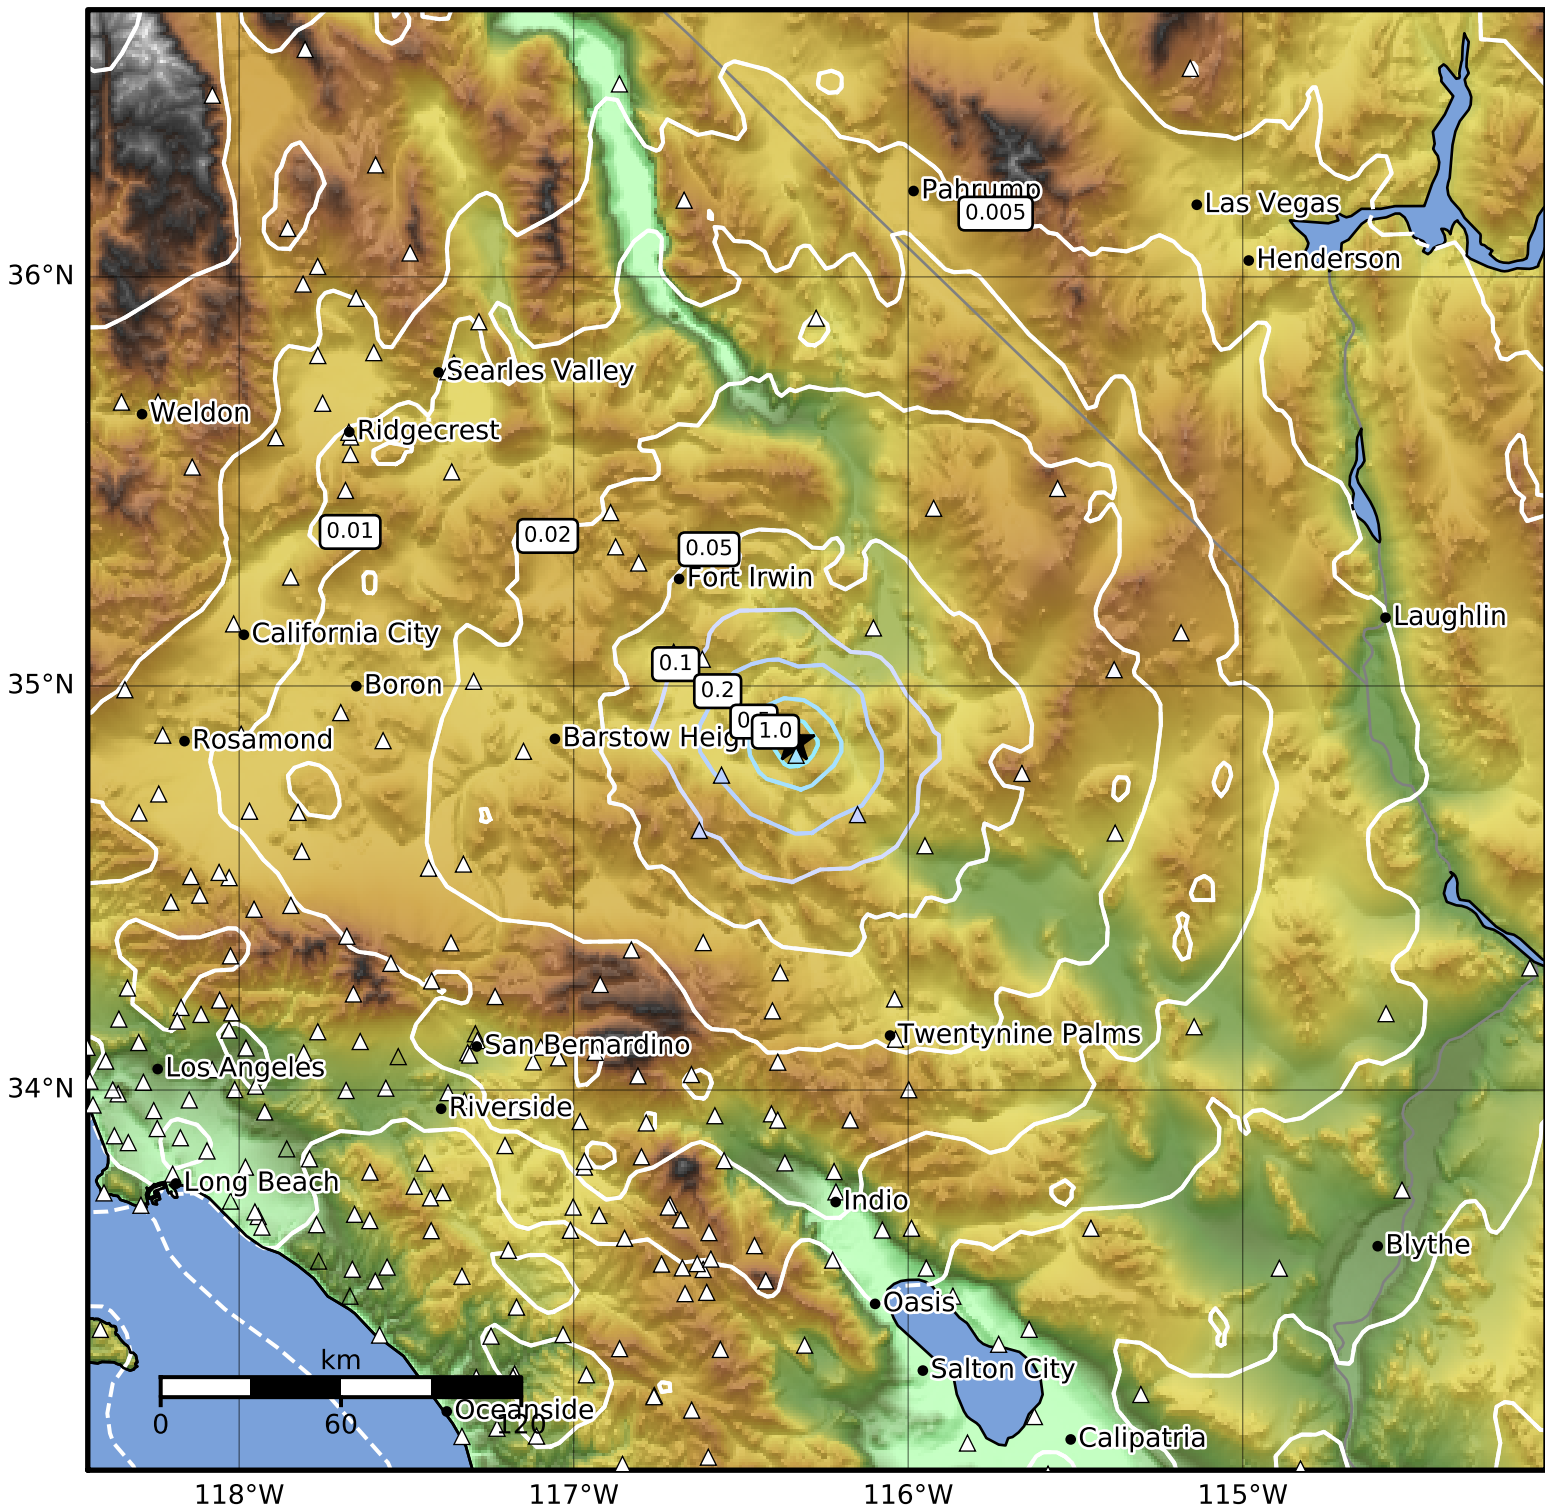 Pahrump
Las Vegas
0.005
Henderson
36°N
Searles Valley
Weldon
Ridgecrest
0.01
0.02
0.05
Fort Irwin
Laughlin
California City
0.1
35°N
Boron
0.2
Rosamond
Barstow
1.0
Twentynine Palms
San Bernardino
Los Angeles
34°N
Riverside
Long Beach
Indio
Blythe
Oasis
km
Salton City
Oceanside
0 60 120
Calipatria
118°W 117°W 116°W 115°W